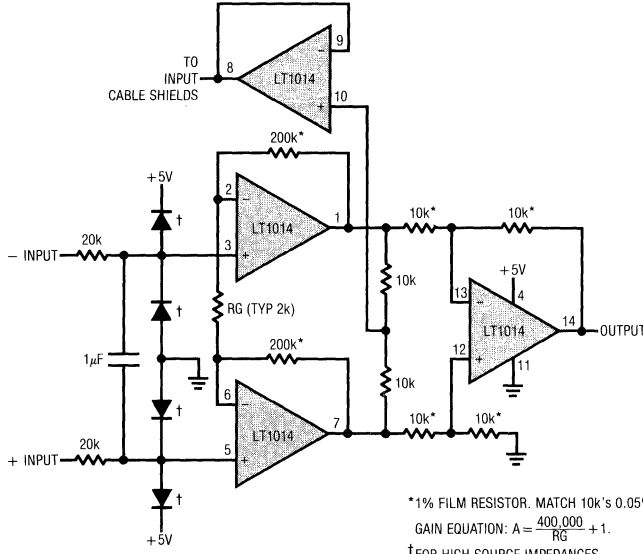 TO
INPUT
CABLE SHIELDS
8
9
LT1014
10
200k*
+5V
2
†
LT1014
1
10k*
10k*
20k
3
– INPUT
10k
+5V
†
RG (TYP 2k)
13
4
LT1014
14
OUTPUT
1μF
200k*
12
11
†
6
10k
LT1014
7
20k
10k*
10k*
+ INPUT
5
†
*1% FILM RESISTOR. MATCH 10k's 0.05%
GAIN EQUATION: A = 400,000 / RG + 1.
+5V
†FOR HIGH SOURCE IMPEDANCES